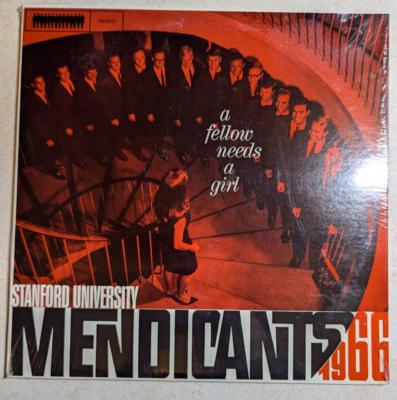 MONO
a
fellow
needs
a
girl
STANFORD UNIVERSITY
MENDICANTS
1966